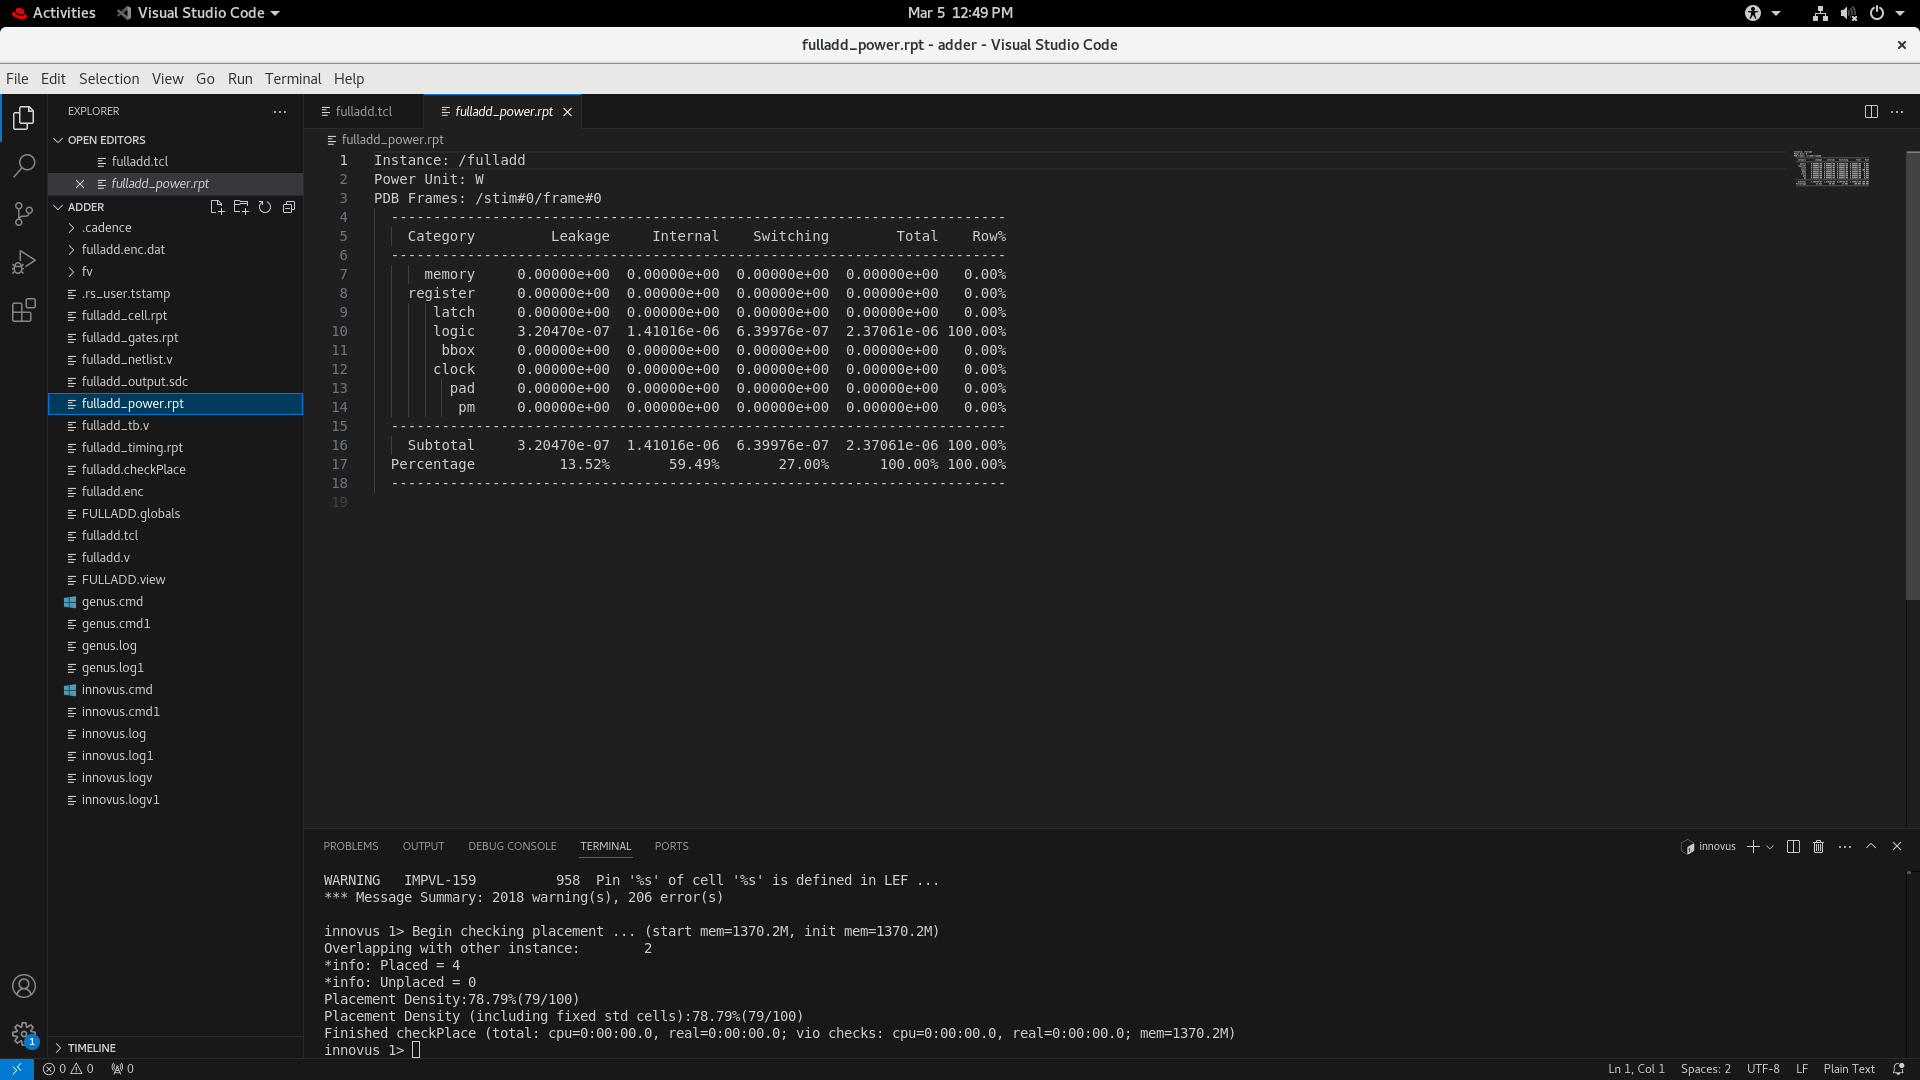 Activities
Visual Studio Code
Mar 5 12:49 PM
fulladd_power.rpt - adder - Visual Studio Code
File Edit Selection View Go Run Terminal Help
EXPLORER
OPEN EDITORS
fulladd.tcl
fulladd_power.rpt
ADDER
.cadence
fulladd.enc.dat
fv
.rs_user.tstamp
fulladd_cell.rpt
fulladd_gates.rpt
fulladd_netlist.v
fulladd_output.sdc
fulladd_power.rpt
fulladd_tb.v
fulladd_timing.rpt
fulladd.checkPlace
fulladd.enc
FULLADD.globals
fulladd.tcl
fulladd.v
FULLADD.view
genus.cmd
genus.cmd1
genus.log
genus.log1
innovus.cmd
innovus.cmd1
innovus.log
innovus.log1
innovus.logv
innovus.logv1
TIMELINE
fulladd.tcl
fulladd_power.rpt
fulladd_power.rpt
1 Instance: /fulladd
2 Power Unit: W
3 PDB Frames: /stim#0/frame#0
4 -------------------------------------------------------------------------
5 Category Leakage Internal Switching Total Row%
6 -------------------------------------------------------------------------
7 memory 0.00000e+00 0.00000e+00 0.00000e+00 0.00000e+00 0.00%
8 register 0.00000e+00 0.00000e+00 0.00000e+00 0.00000e+00 0.00%
9 latch 0.00000e+00 0.00000e+00 0.00000e+00 0.00000e+00 0.00%
10 logic 3.20470e-07 1.41016e-06 6.39976e-07 2.37061e-06 100.00%
11 bbox 0.00000e+00 0.00000e+00 0.00000e+00 0.00000e+00 0.00%
12 clock 0.00000e+00 0.00000e+00 0.00000e+00 0.00000e+00 0.00%
13 pad 0.00000e+00 0.00000e+00 0.00000e+00 0.00000e+00 0.00%
14 pm 0.00000e+00 0.00000e+00 0.00000e+00 0.00000e+00 0.00%
15 -------------------------------------------------------------------------
16 Subtotal 3.20470e-07 1.41016e-06 6.39976e-07 2.37061e-06 100.00%
17 Percentage 13.52% 59.49% 27.00% 100.00% 100.00%
18 -------------------------------------------------------------------------
19
PROBLEMS OUTPUT DEBUG CONSOLE TERMINAL PORTS
innovus
WARNING IMPVL-159 958 Pin '%s' of cell '%s' is defined in LEF ...
*** Message Summary: 2018 warning(s), 206 error(s)
innovus 1> Begin checking placement ... (start mem=1370.2M, init mem=1370.2M)
Overlapping with other instance: 2
*info: Placed = 4
*info: Unplaced = 0
Placement Density:78.79%(79/100)
Placement Density (including fixed std cells):78.79%(79/100)
Finished checkPlace (total: cpu=0:00:00.0, real=0:00:00.0; vio checks: cpu=0:00:00.0, real=0:00:00.0; mem=1370.2M)
innovus 1>
1
0 0 0
Ln 1, Col 1 Spaces: 2 UTF-8 LF Plain Text